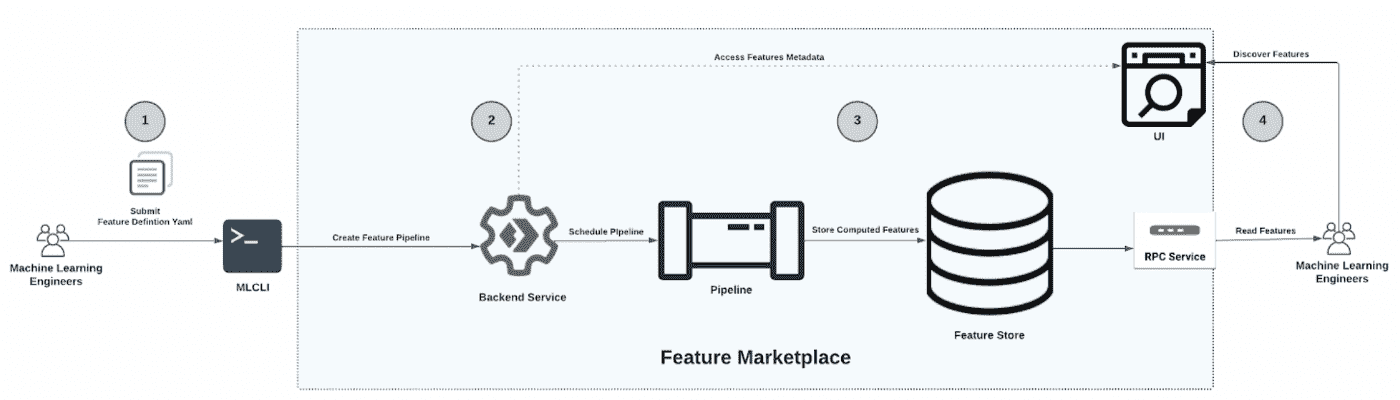 Access Features Metadata
Discover Features
1
2
3
4
UI
Submit
Feature Defintion Yaml
>_
Create Feature Pipeline
Schedule Pipeline
Store Computed Features
Read Features
RPC Service
Machine Learning
Engineers
MLCLI
Backend Service
Pipeline
Feature Store
Machine Learning
Engineers
Feature Marketplace